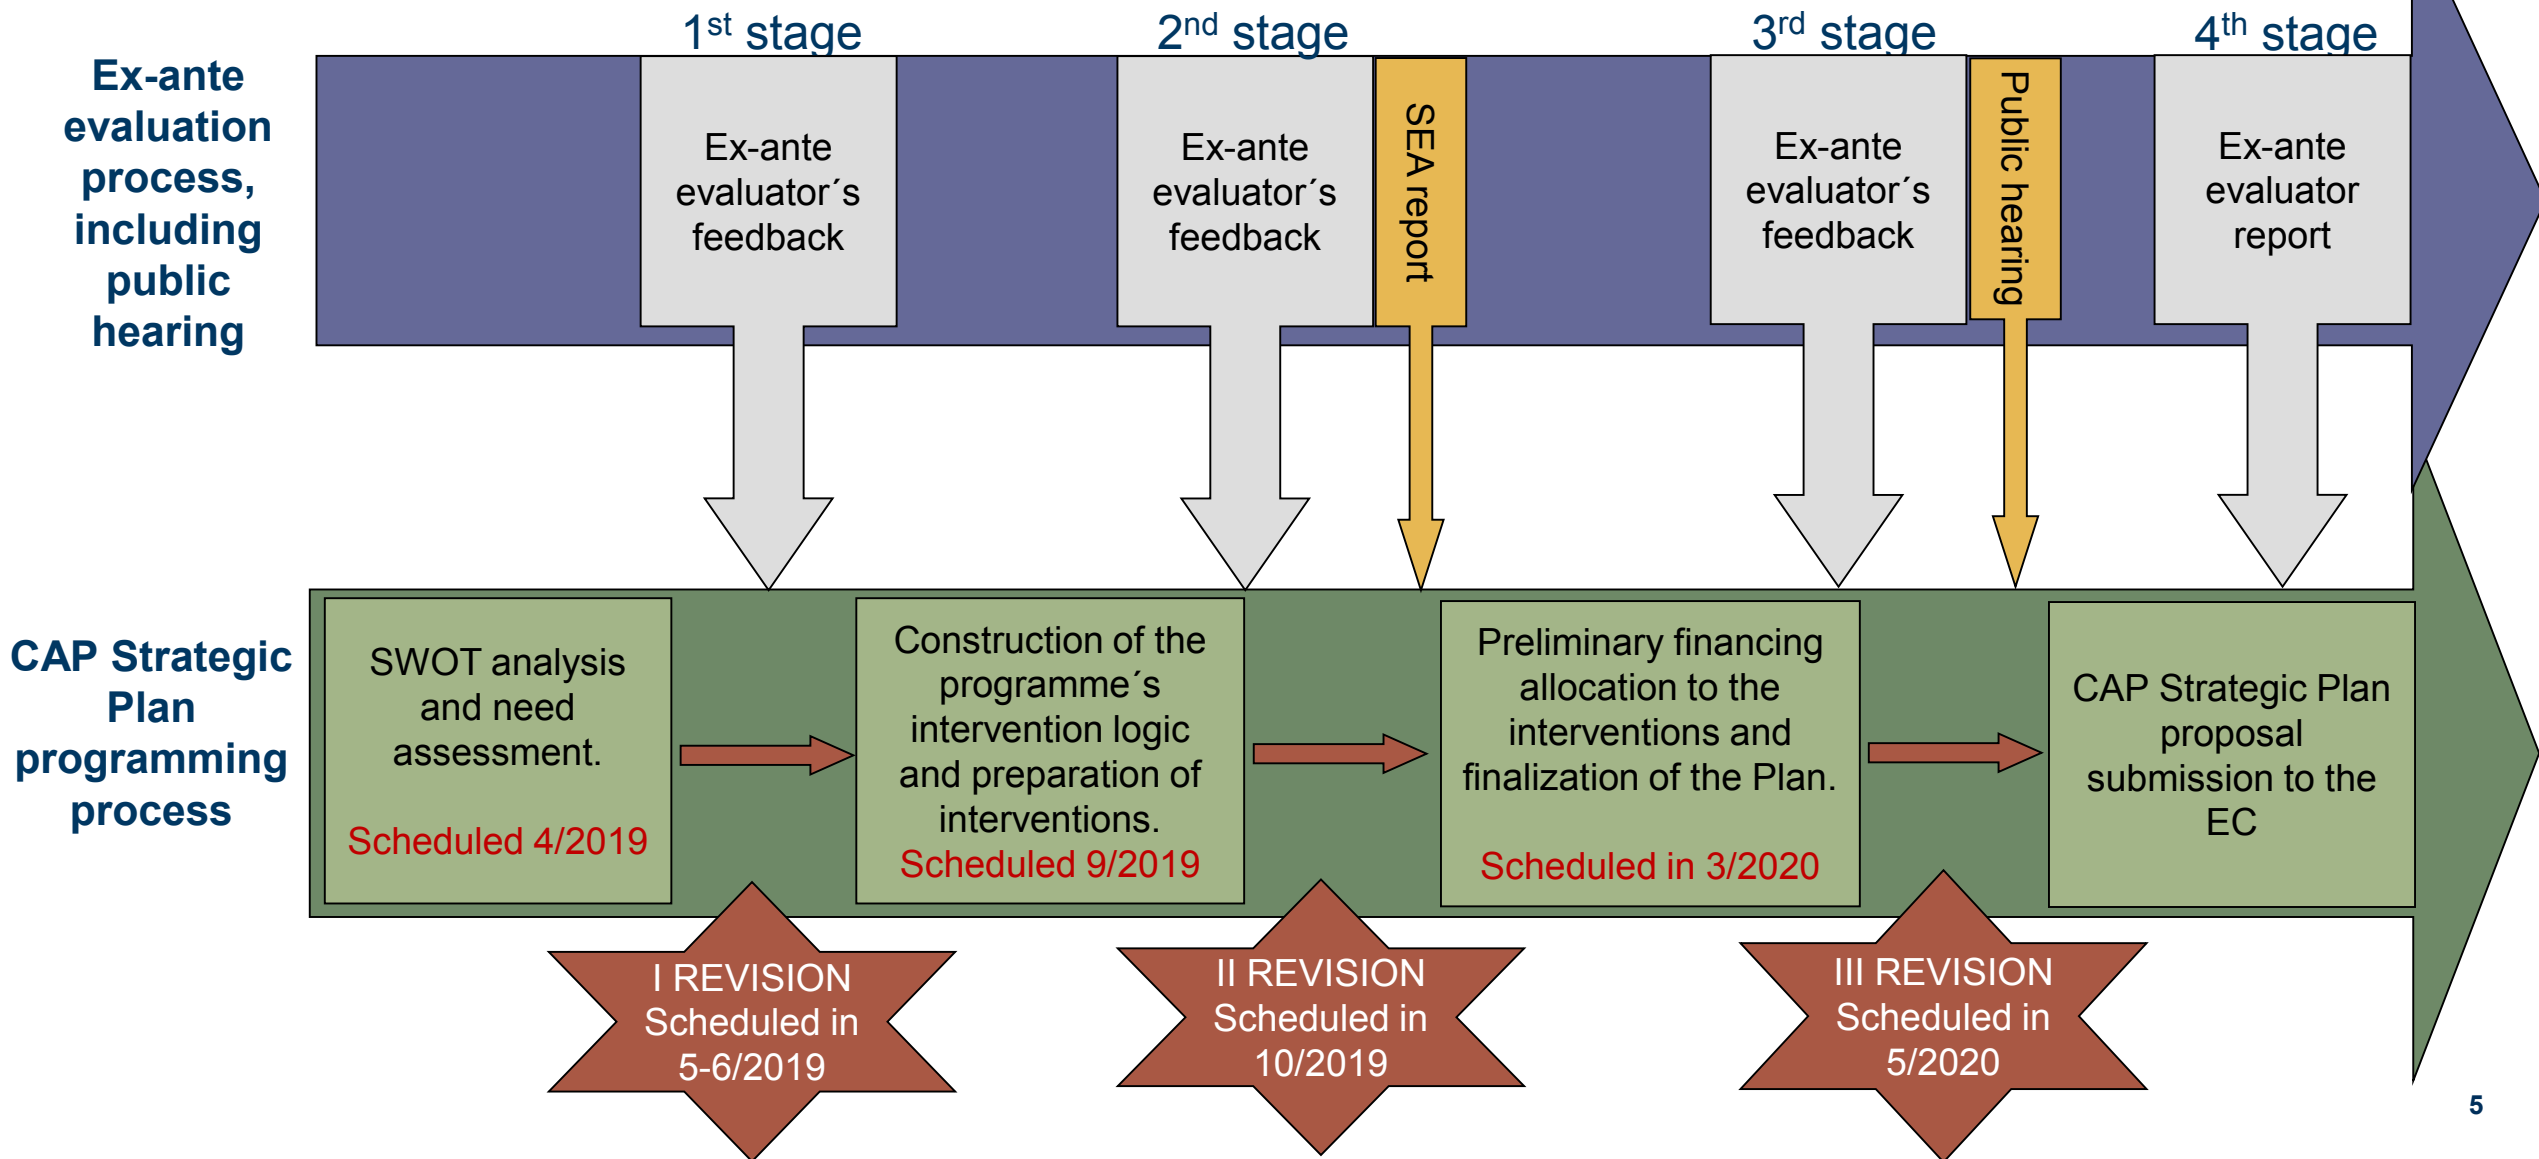 1st stage
2nd stage
3rd stage
4th stage
Ex-ante
evaluation
process,
including
public
hearing
Ex-ante
evaluator´s
feedback
Ex-ante
evaluator´s
feedback
SEA report
Ex-ante
evaluator´s
feedback
Public hearing
Ex-ante
evaluator
report
CAP Strategic
Plan
programming
process
SWOT analysis
and need
assessment.
Scheduled 4/2019
Construction of the
programme´s
intervention logic
and preparation of
interventions.
Scheduled 9/2019
Preliminary financing
allocation to the
interventions and
finalization of the Plan.
Scheduled in 3/2020
CAP Strategic Plan
proposal
submission to the
EC
I REVISION
Scheduled in
5-6/2019
II REVISION
Scheduled in
10/2019
III REVISION
Scheduled in
5/2020
5